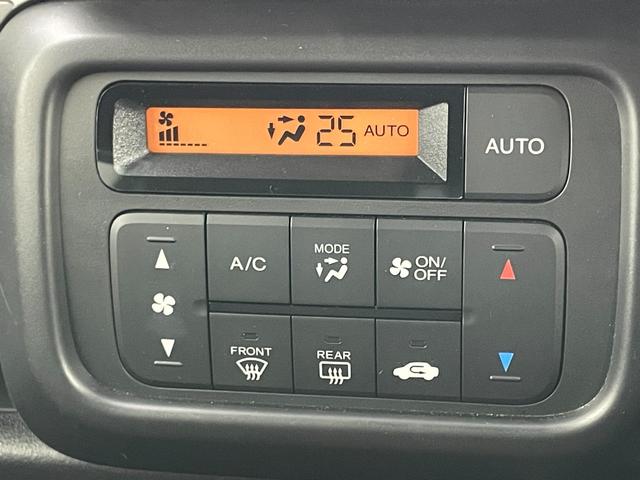 25 AUTO
AUTO
A/C
MODE
ON/
OFF
FRONT
REAR